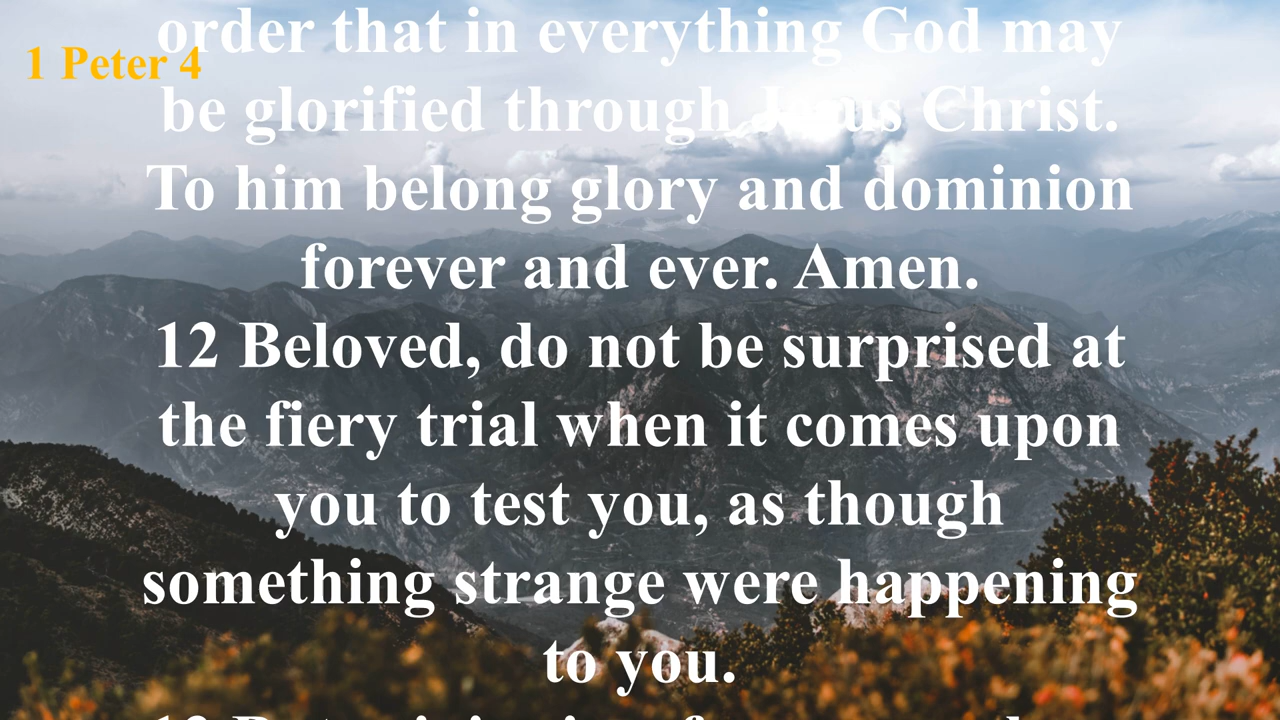 order that in everything God may
1 Peter 4
be glorified through Jesus Christ.
To him belong glory and dominion
forever and ever. Amen.
12 Beloved, do not be surprised at
the fiery trial when it comes upon
you to test you, as though
something strange were happening
to you.